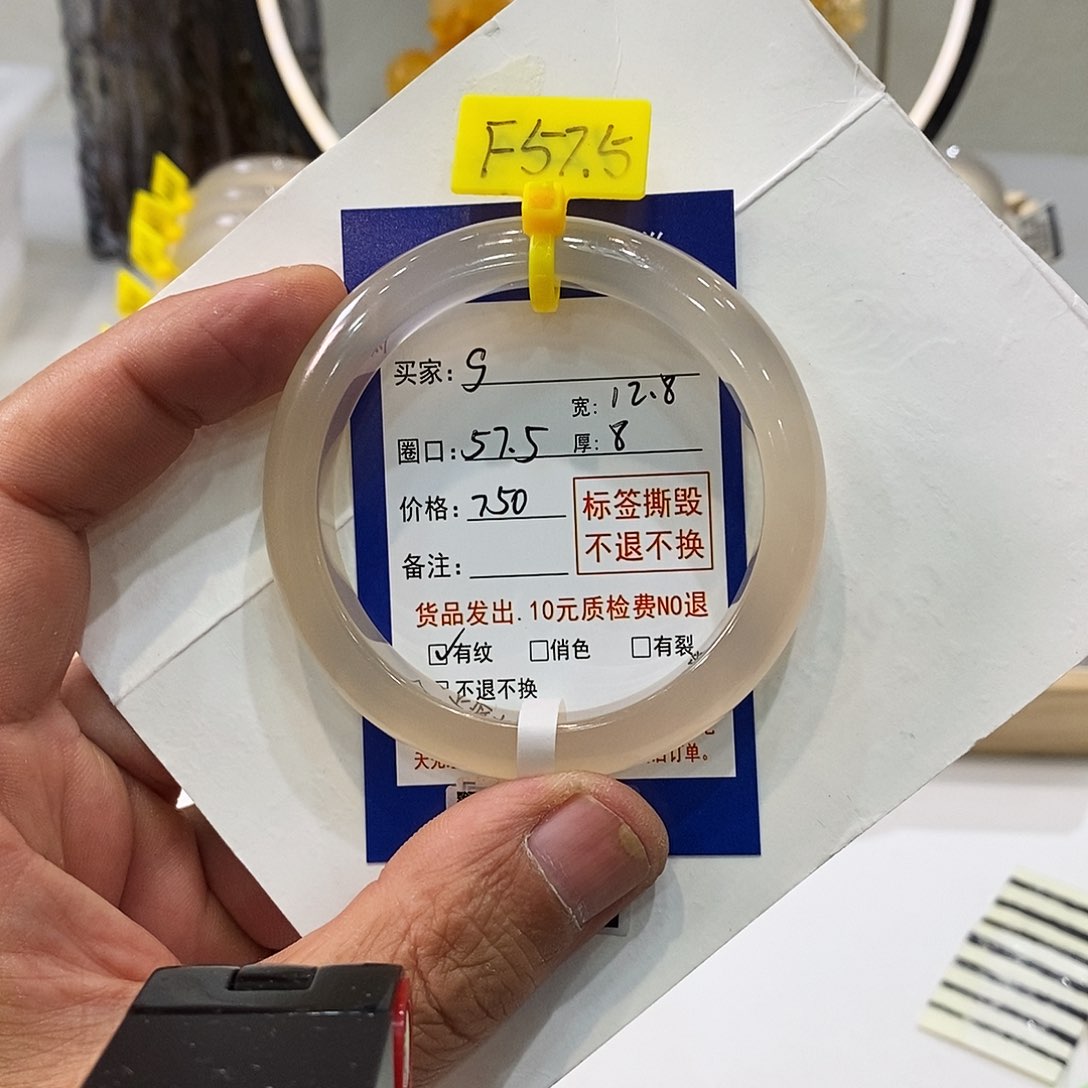 F57.5
买家: g
宽: 12.8
圈口: 57.5 厚: 8
价格: 750
标签撕毁
不退不换
备注:
货品发出.10元质检费NO退
☑有纹 □俏色 □有裂
不退不换
订单。